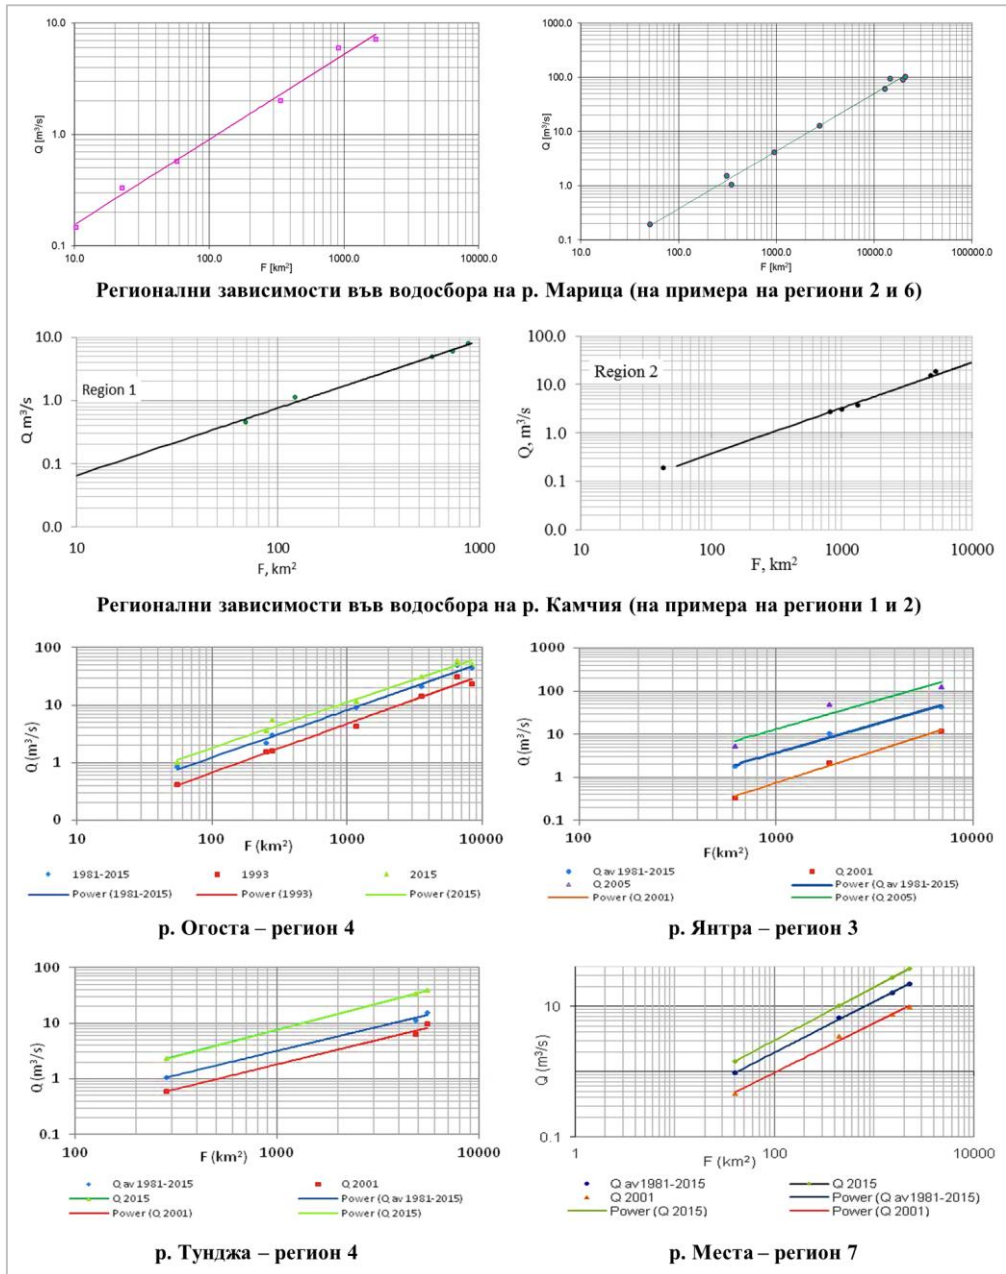 10.0
1.0
0.1
Q [m³/s]
10.0 100.0 1000.0 10000.0
F [km²]
1000.0
100.0
10.0
1.0
0.1
Q [m³/s]
10.0 100.0 1000.0 10000.0 100000.0
F [km²]
Регионални зависимости във водосбора на р. Марица (на примера на региони 2 и 6)
10.0
1.0
0.1
0.0
Q m³/s
Region 1
10 100 1000
F, km²
100.0
10.0
1.0
0.1
0.0
Q, m³/s
Region 2
10 100 1000 10000
F, km²
Регионални зависимости във водосбора на р. Камчия (на примера на региони 1 и 2)
100
10
1
0
Q (m³/s)
10 100 1000 10000
F (km²)
1981-2015 1993 2015
Power (1981-2015) Power (1993) Power (2015)
р. Огоста – регион 4
1000
100
10
1
0.1
Q (m³/s)
100 1000 10000
F(km²)
Q av 1981-2015 Q 2001
Q 2005 Power (Q av 1981-2015)
Power (Q 2001) Power (Q 2005)
р. Янтра – регион 3
100
10
1
0.1
Q (m³/s)
100 1000 10000
F (km²)
Q av 1981-2015 Q 2001
Q 2015 Power (Q av 1981-2015)
Power (Q 2001) Power (Q 2015)
р. Тунджа – регион 4
10
0.1
Q (m³/s)
1 100 10000
F (km²)
Q av 1981-2015 Q 2015
Q 2001 Power (Q av 1981-2015)
Power (Q 2015) Power (Q 2001)
р. Места – регион 7